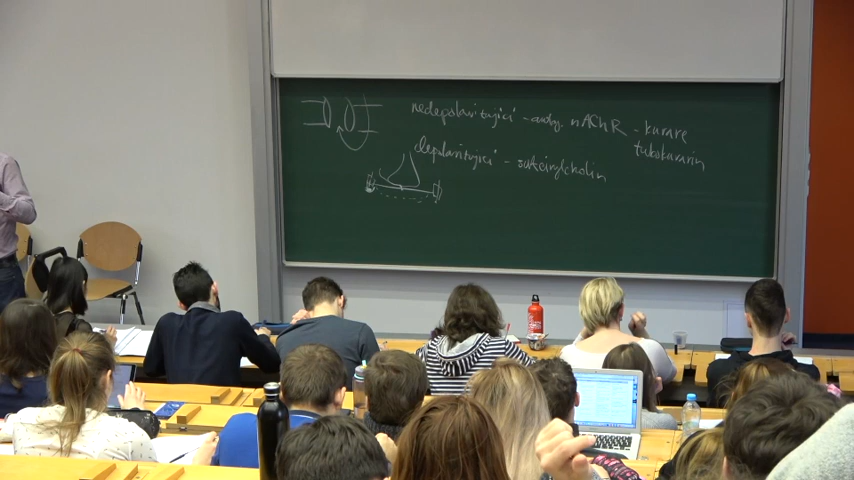 nedepolarizující - antag. nAChR - kurare
tubokurarin
depolarizující - sukcinylcholin